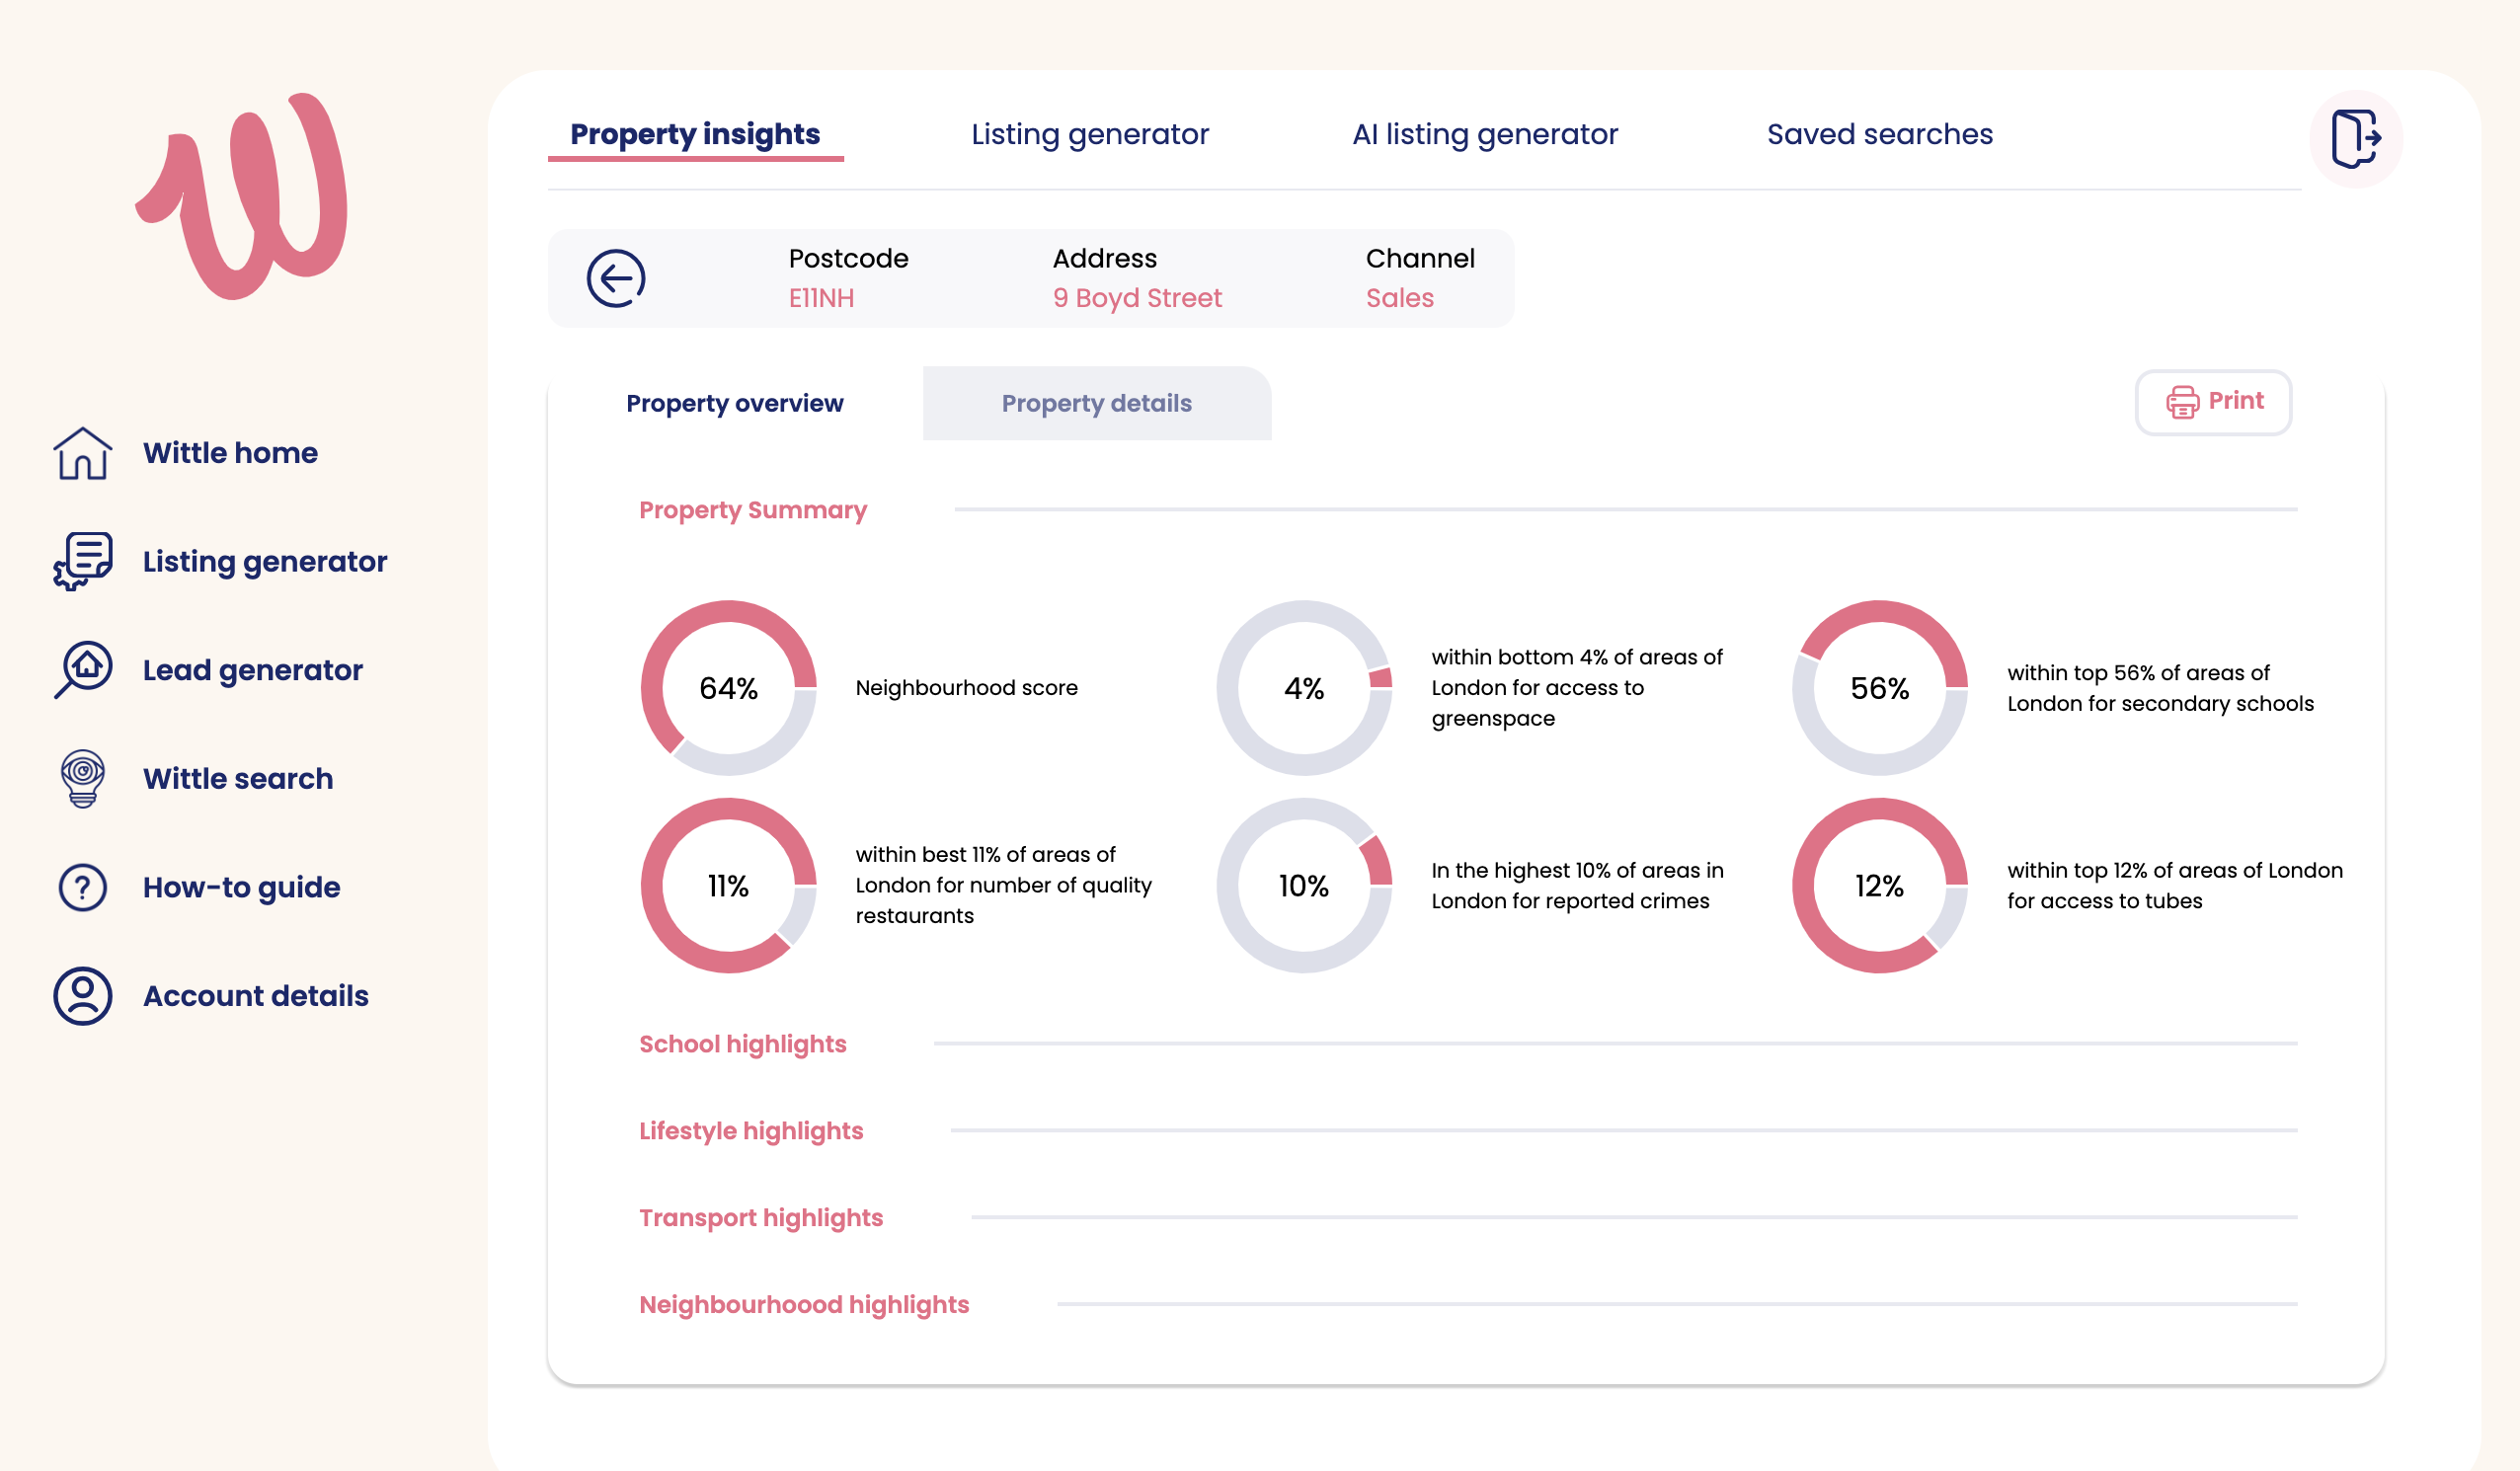 Property insights
Listing generator
AI listing generator
Saved searches
Postcode
E11NH
Address
9 Boyd Street
Channel
Sales
Wittle home
Listing generator
Lead generator
Wittle search
How-to guide
Account details
Property overview
Property details
Print
Property Summary
64%
Neighbourhood score
4%
within bottom 4% of areas of
London for access to
greenspace
56%
within top 56% of areas of
London for secondary schools
11%
within best 11% of areas of
London for number of quality
restaurants
10%
In the highest 10% of areas in
London for reported crimes
12%
within top 12% of areas of London
for access to tubes
School highlights
Lifestyle highlights
Transport highlights
Neighbourhoood highlights